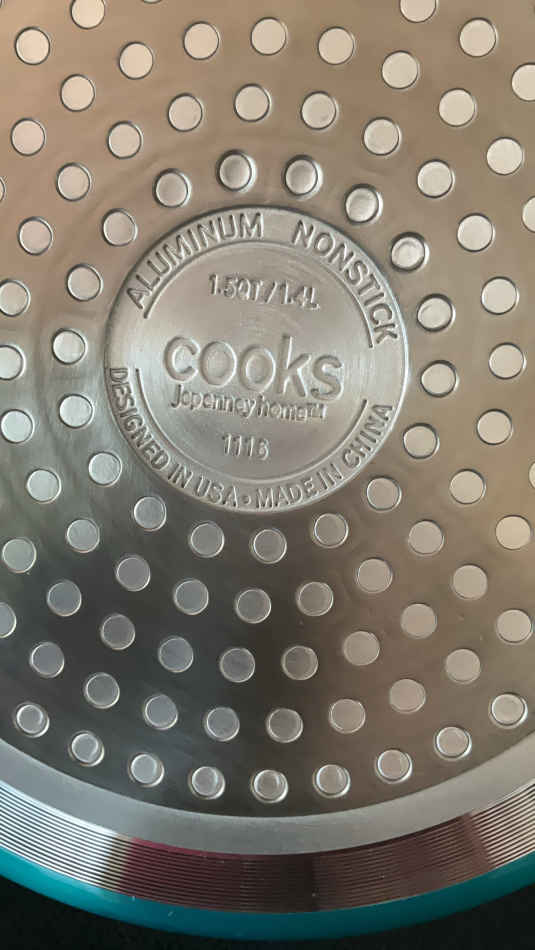 ALUMINUM NONSTICK
1.5QT/1.4L
cooks
jcpenney home™
1116
DESIGNED IN USA • MADE IN CHINA